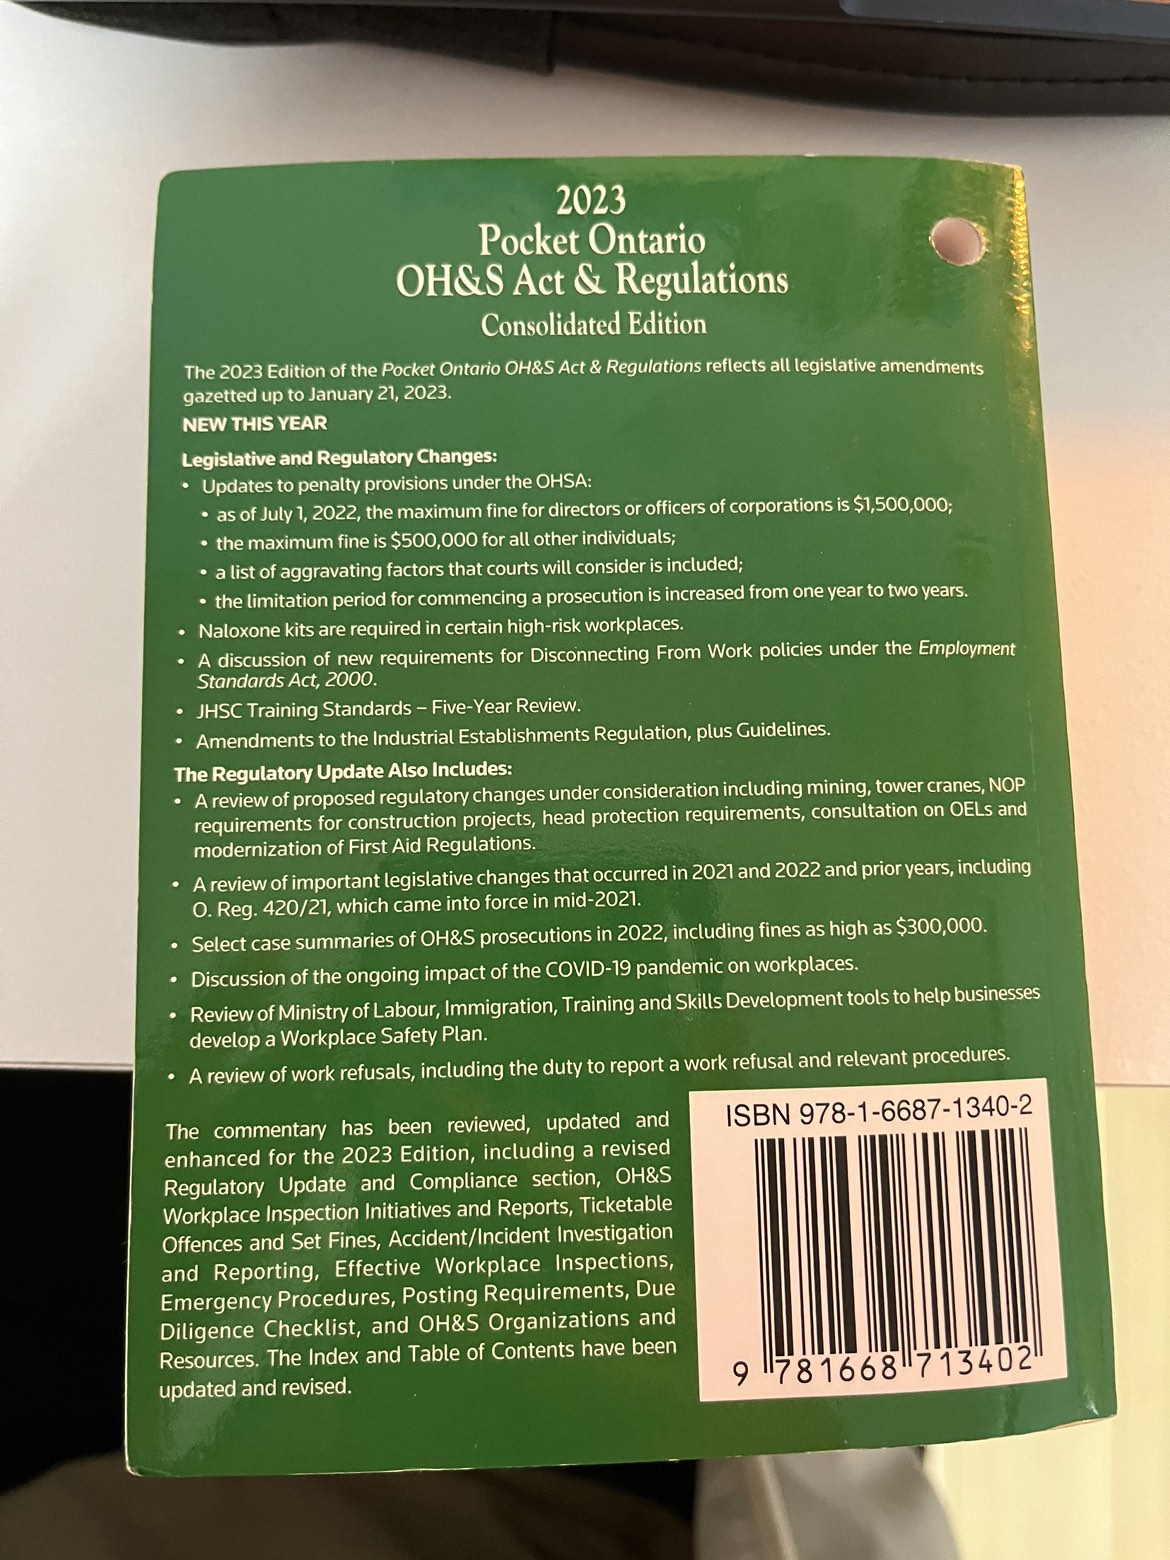 2023
Pocket Ontario
OH&S Act & Regulations
Consolidated Edition
The 2023 Edition of the Pocket Ontario OH&S Act & Regulations reflects all legislative amendments
gazetted up to January 21, 2023.
NEW THIS YEAR
Legislative and Regulatory Changes:
• Updates to penalty provisions under the OHSA:
• as of July 1, 2022, the maximum fine for directors or officers of corporations is $1,500,000;
• the maximum fine is $500,000 for all other individuals;
• a list of aggravating factors that courts will consider is included;
• the limitation period for commencing a prosecution is increased from one year to two years.
• Naloxone kits are required in certain high-risk workplaces.
• A discussion of new requirements for Disconnecting From Work policies under the Employment
Standards Act, 2000.
• JHSC Training Standards – Five-Year Review.
• Amendments to the Industrial Establishments Regulation, plus Guidelines.
The Regulatory Update Also Includes:
• A review of proposed regulatory changes under consideration including mining, tower cranes, NOP
requirements for construction projects, head protection requirements, consultation on OELs and
modernization of First Aid Regulations.
• A review of important legislative changes that occurred in 2021 and 2022 and prior years, including
O. Reg. 420/21, which came into force in mid-2021.
• Select case summaries of OH&S prosecutions in 2022, including fines as high as $300,000.
• Discussion of the ongoing impact of the COVID-19 pandemic on workplaces.
• Review of Ministry of Labour, Immigration, Training and Skills Development tools to help businesses
develop a Workplace Safety Plan.
• A review of work refusals, including the duty to report a work refusal and relevant procedures.
The commentary has been reviewed, updated and
enhanced for the 2023 Edition, including a revised
Regulatory Update and Compliance section, OH&S
Workplace Inspection Initiatives and Reports, Ticketable
Offences and Set Fines, Accident/Incident Investigation
and Reporting, Effective Workplace Inspections,
Emergency Procedures, Posting Requirements, Due
Diligence Checklist, and OH&S Organizations and
Resources. The Index and Table of Contents have been
updated and revised.
ISBN 978-1-6687-1340-2
9 781668 713402